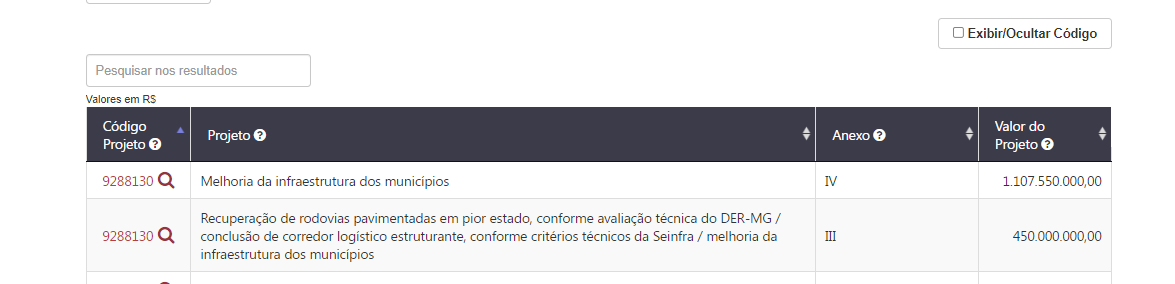 Exibir/Ocultar Código
Pesquisar nos resultados
Valores em R$
Código
Projeto
Projeto
Anexo
Valor do
Projeto
9288130
Melhoria da infraestrutura dos municípios
IV
1.107.550.000,00
9288130
Recuperação de rodovias pavimentadas em pior estado, conforme avaliação técnica do DER-MG /
conclusão de corredor logístico estruturante, conforme critérios técnicos da Seinfra / melhoria da
infraestrutura dos municípios
III
450.000.000,00